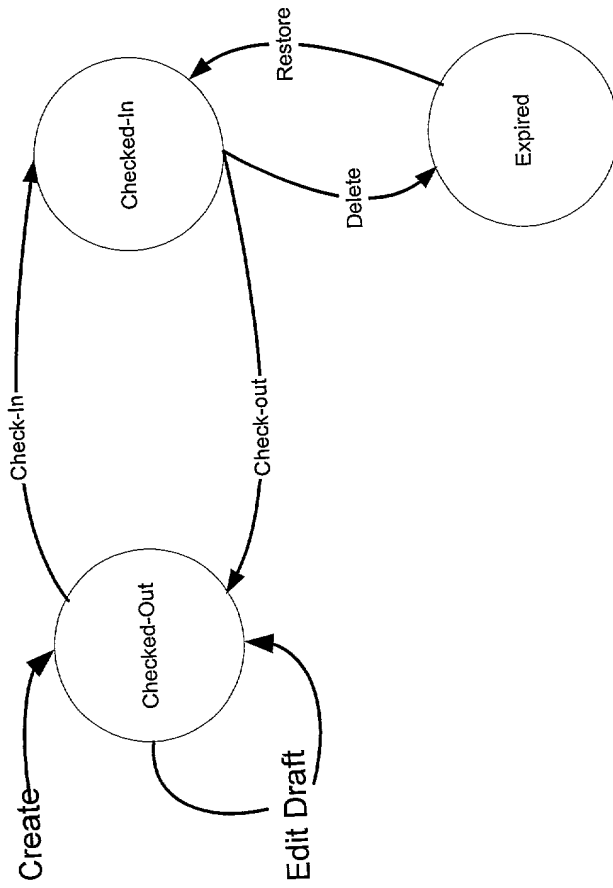 Check-In
Create
Checked-In
Checked-Out
Check-out
Restore
Edit Draft
Delete
Expired